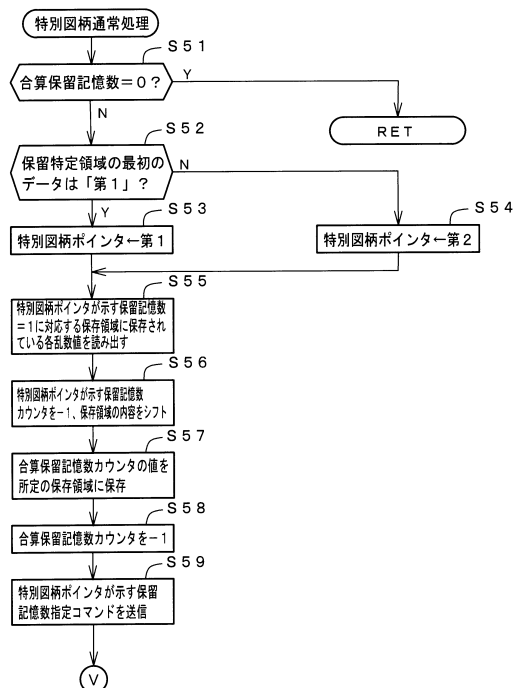 特別図柄通常処理
S51
合算保留記憶数=0?
Y
N
RET
S52
保留特定領域の最初の
データは「第1」?
N
Y
S53
特別図柄ポインタ←第1
S54
特別図柄ポインタ←第2
S55
特別図柄ポインタが示す保留記憶数
=1に対応する保存領域に保存され
ている各乱数値を読み出す
S56
特別図柄ポインタが示す保留記憶数
カウンタを-1、保存領域の内容をシフト
S57
合算保留記憶数カウンタの値を
所定の保存領域に保存
S58
合算保留記憶数カウンタを-1
S59
特別図柄ポインタが示す保留
記憶数指定コマンドを送信
V